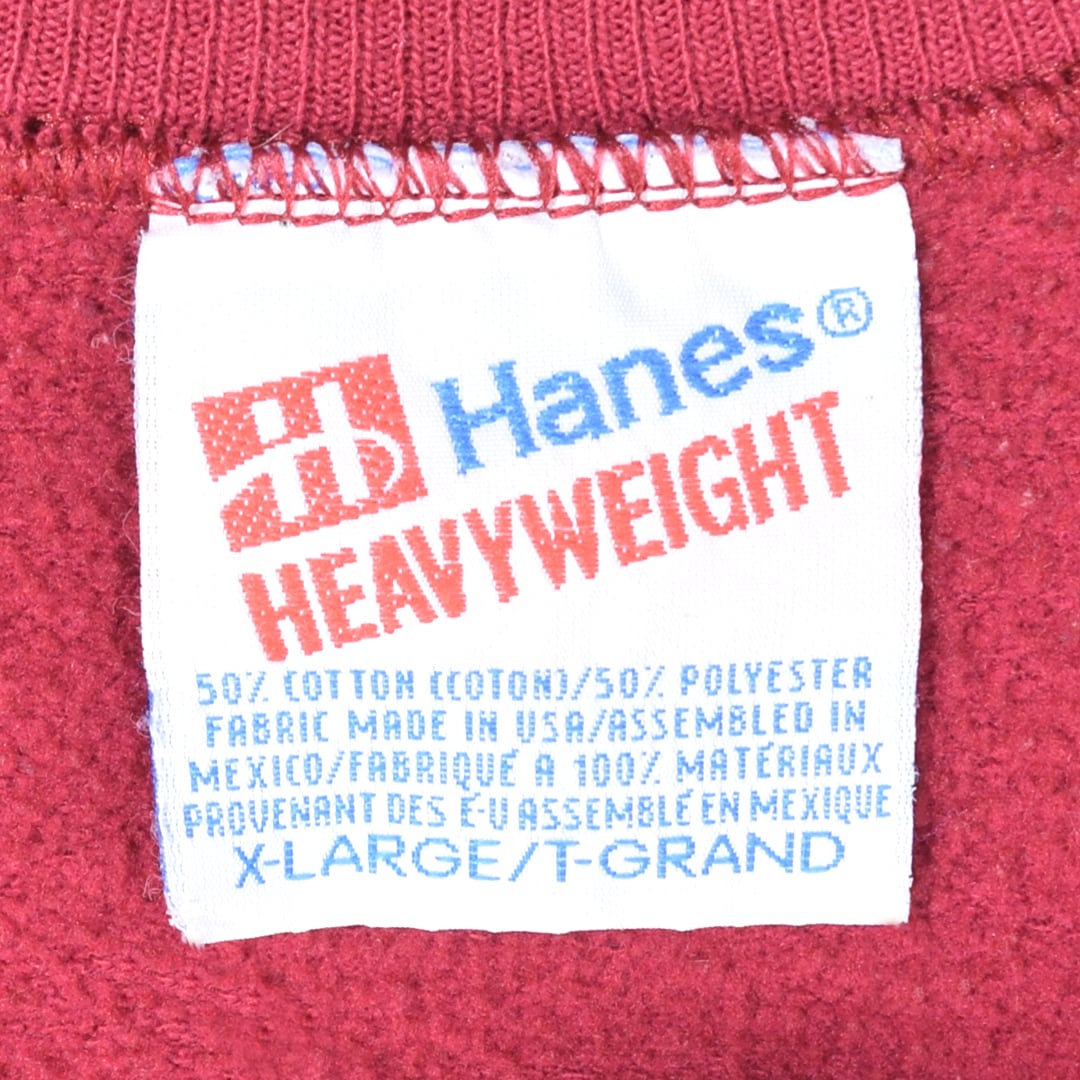 Hanes®
HEAVYWEIGHT
50% COTTON (COTON)/50% POLYESTER
FABRIC MADE IN USA/ASSEMBLED IN
MEXICO/FABRIQUÉ A 100% MATÉRIAUX
PROVENANT DES É-U ASSEMBLÉ EN MEXIQUE
X-LARGE/T-GRAND